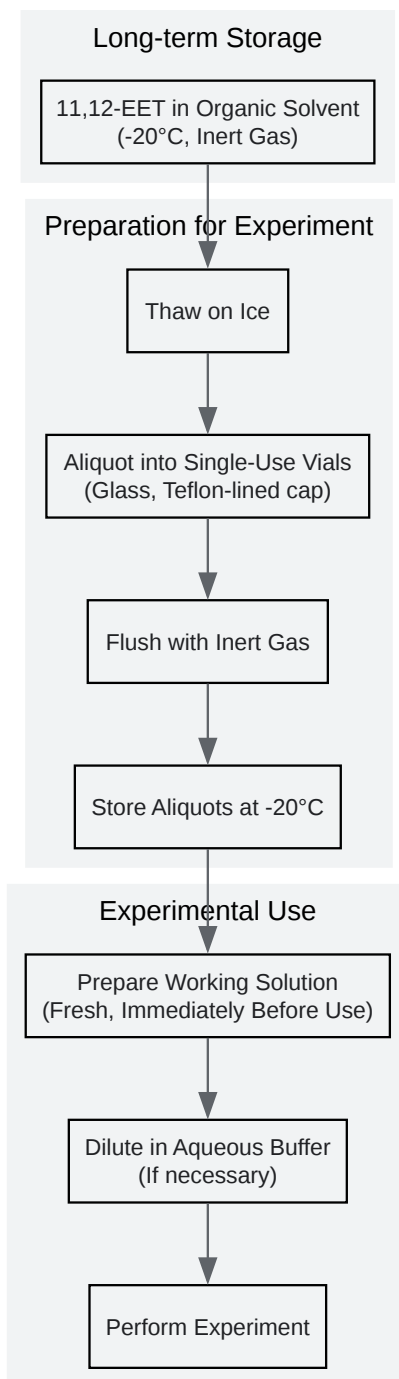 Long-term Storage
11,12-EET in Organic Solvent
(-20°C, Inert Gas)
Preparation for Experiment
Thaw on Ice
Aliquot into Single-Use Vials
(Glass, Teflon-lined cap)
Flush with Inert Gas
Store Aliquots at -20°C
Experimental Use
Prepare Working Solution
(Fresh, Immediately Before Use)
Dilute in Aqueous Buffer
(If necessary)
Perform Experiment